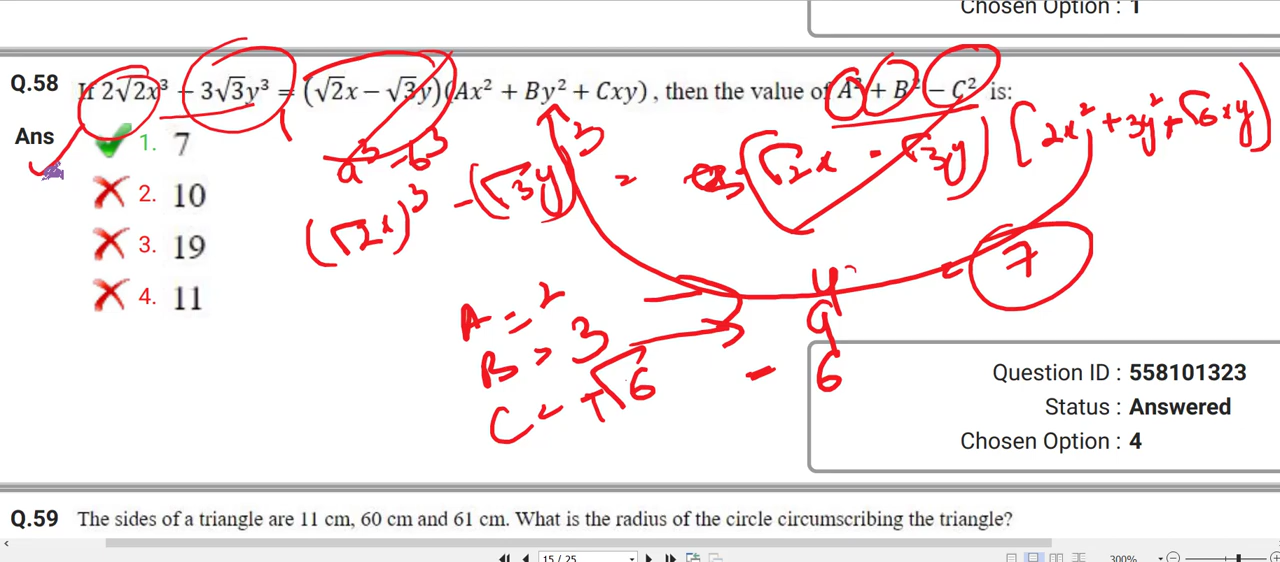 Chosen Option : 1
Q.58 If 2√2x³ − 3√3y³ = (√2x − √3y)(Ax² + By² + Cxy), then the value of A² + B² − C² is:
Ans 1. 7
2. 10
3. 19
4. 11
a³ - b³
(√2x)³ - (√3y)³ = (√2x - √3y) [2x² + 3y² + √6xy]
A = 2
B = 3
C = +√6
4
9
- 6
7
Question ID : 558101323
Status : Answered
Chosen Option : 4
Q.59 The sides of a triangle are 11 cm, 60 cm and 61 cm. What is the radius of the circle circumscribing the triangle?
15 / 25
300%